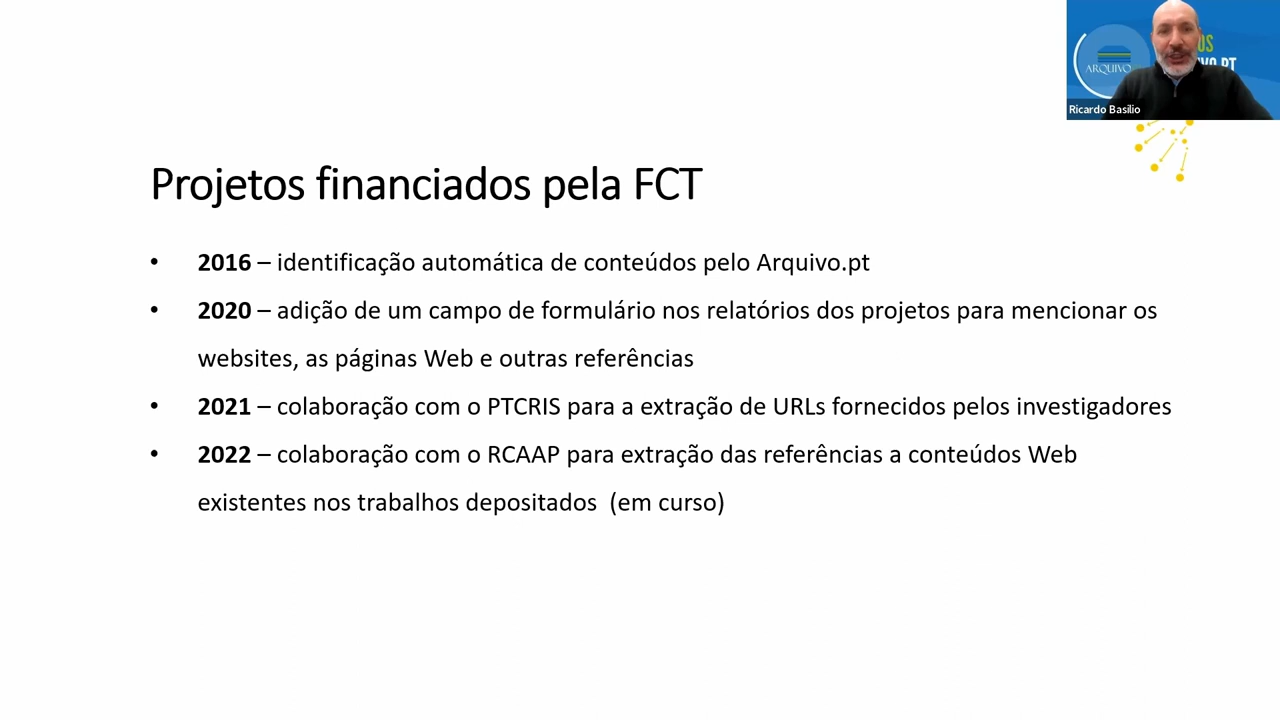 ARQUIVO
OS
VO.PT
Ricardo Basílio
Projetos financiados pela FCT
• 2016 – identificação automática de conteúdos pelo Arquivo.pt
• 2020 – adição de um campo de formulário nos relatórios dos projetos para mencionar os
websites, as páginas Web e outras referências
• 2021 – colaboração com o PTCRIS para a extração de URLs fornecidos pelos investigadores
• 2022 – colaboração com o RCAAP para extração das referências a conteúdos Web
existentes nos trabalhos depositados (em curso)